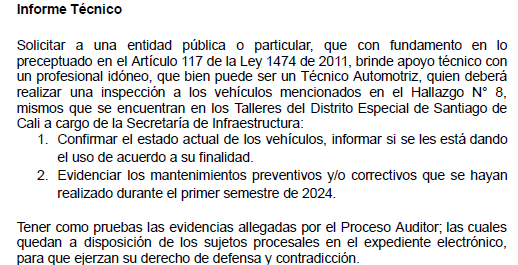 Informe Técnico
Solicitar a una entidad pública o particular, que con fundamento en lo
preceptuado en el Artículo 117 de la Ley 1474 de 2011, brinde apoyo técnico con
un profesional idóneo, que bien puede ser un Técnico Automotriz, quien deberá
realizar una inspección a los vehículos mencionados en el Hallazgo N° 8,
mismos que se encuentran en los Talleres del Distrito Especial de Santiago de
Cali a cargo de la Secretaría de Infraestructura:
1. Confirmar el estado actual de los vehículos, informar si se les está dando
el uso de acuerdo a su finalidad.
2. Evidenciar los mantenimientos preventivos y/o correctivos que se hayan
realizado durante el primer semestre de 2024.
Tener como pruebas las evidencias allegadas por el Proceso Auditor; las cuales
quedan a disposición de los sujetos procesales en el expediente electrónico,
para que ejerzan su derecho de defensa y contradicción.